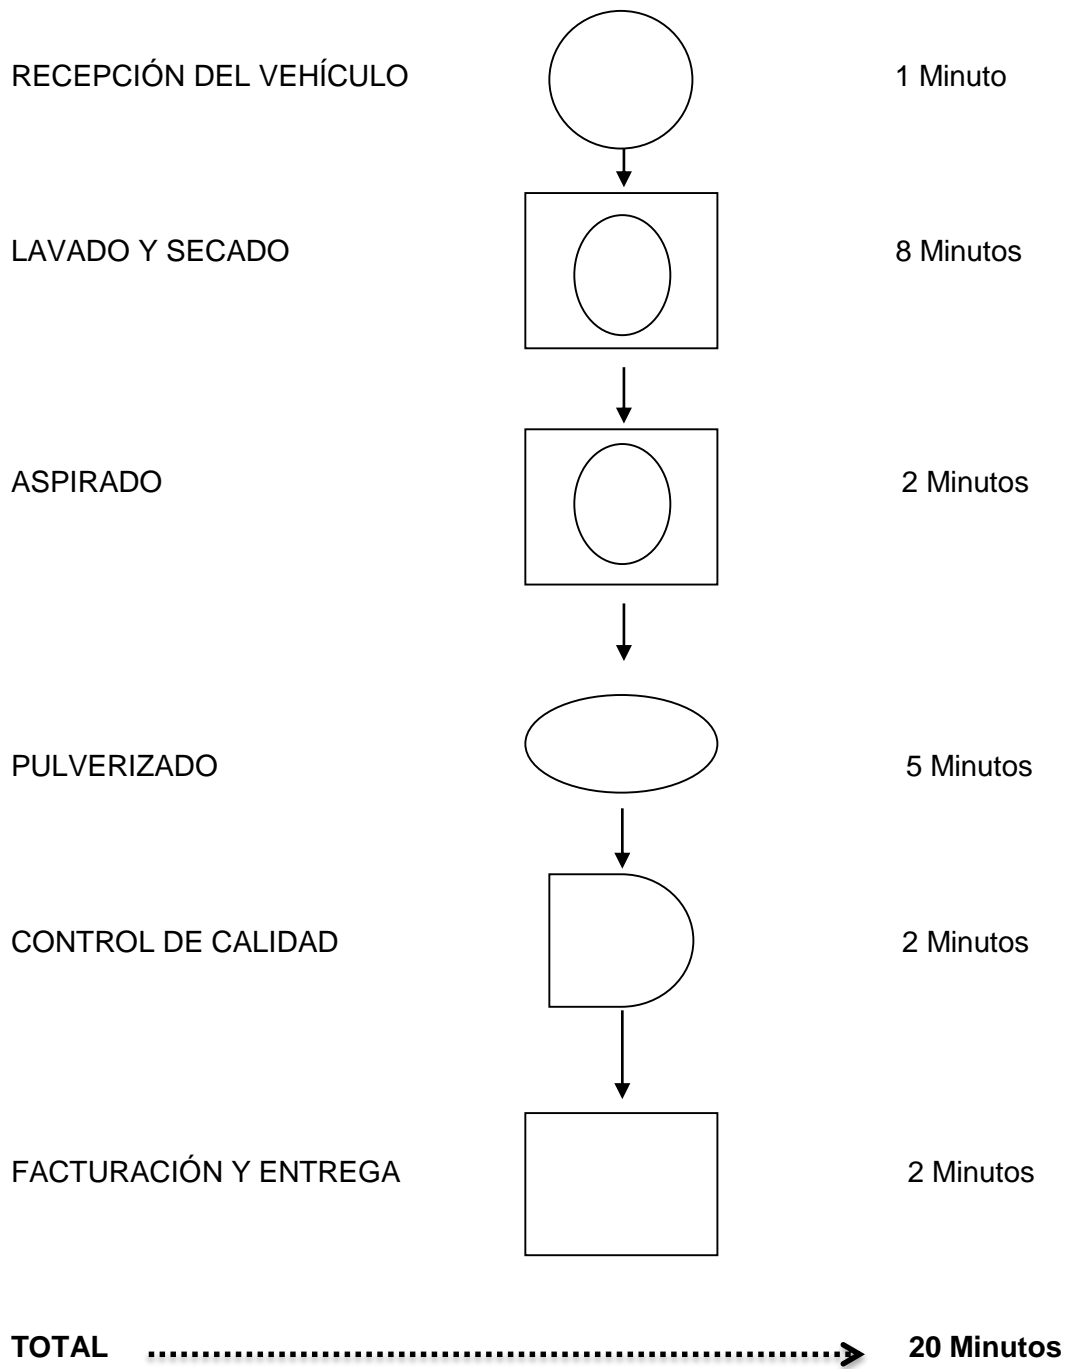 RECEPCIÓN DEL VEHÍCULO 1 Minuto
LAVADO Y SECADO 8 Minutos
ASPIRADO 2 Minutos
PULVERIZADO 5 Minutos
CONTROL DE CALIDAD 2 Minutos
FACTURACIÓN Y ENTREGA 2 Minutos
TOTAL 20 Minutos